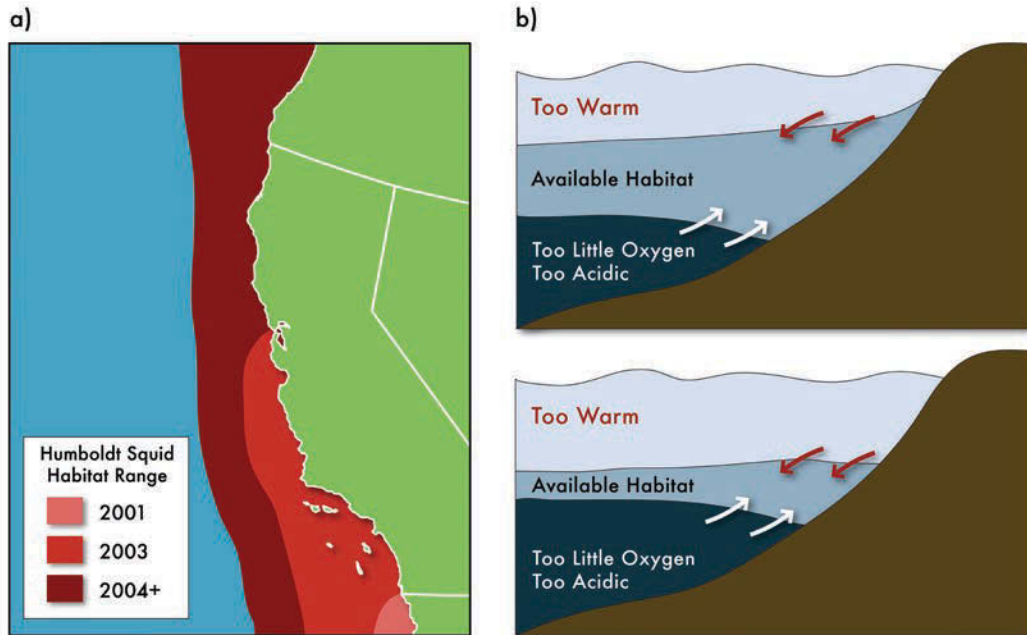 a)
Humboldt Squid
Habitat Range
2001
2003
2004+
b)
Too Warm
Available Habitat
Too Little Oxygen
Too Acidic
Too Warm
Available Habitat
Too Little Oxygen
Too Acidic